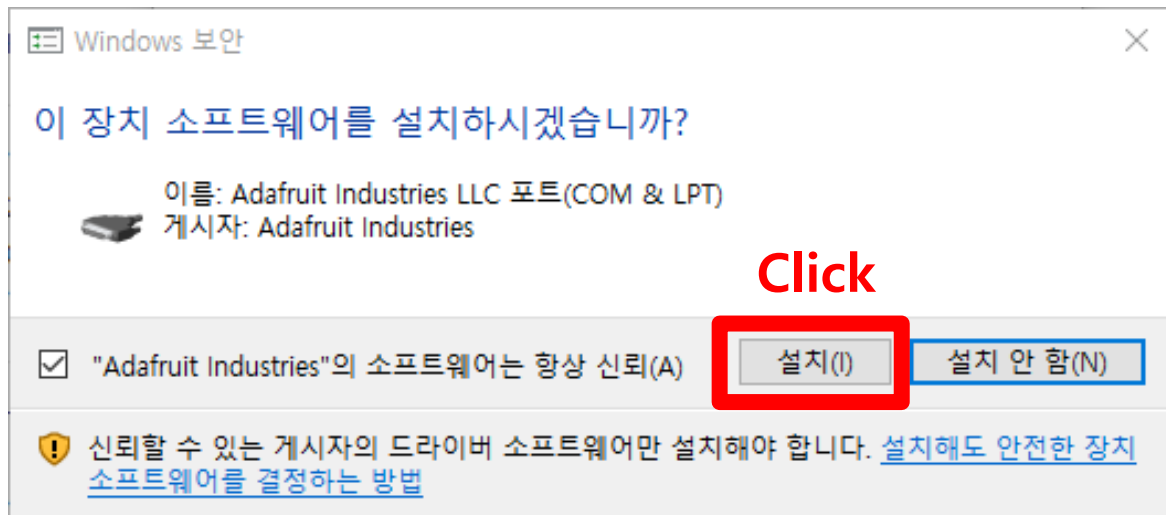 Windows 보안
이 장치 소프트웨어를 설치하시겠습니까?
이름: Adafruit Industries LLC 포트(COM & LPT)
게시자: Adafruit Industries
Click
"Adafruit Industries"의 소프트웨어는 항상 신뢰(A)
설치(I)
설치 안 함(N)
신뢰할 수 있는 게시자의 드라이버 소프트웨어만 설치해야 합니다. 설치해도 안전한 장치
소프트웨어를 결정하는 방법